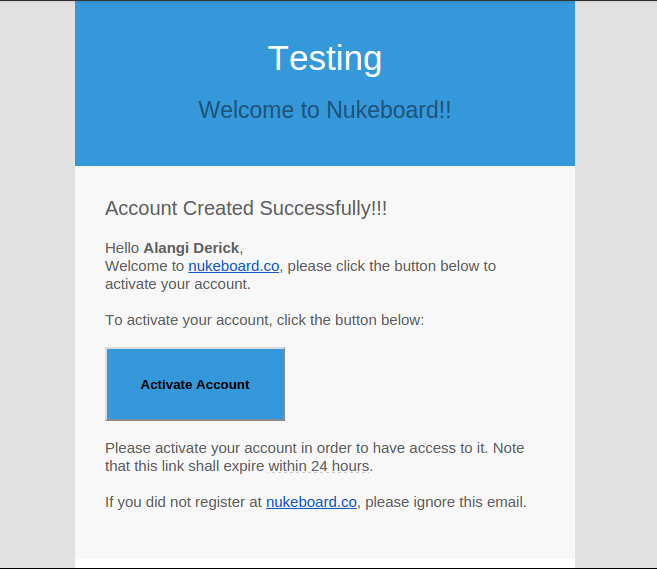 Testing
Welcome to Nukeboard!!
Account Created Successfully!!!
Hello Alangi Derick,
Welcome to nukeboard.co, please click the button below to
activate your account.
To activate your account, click the button below:
Activate Account
Please activate your account in order to have access to it. Note
that this link shall expire within 24 hours.
If you did not register at nukeboard.co, please ignore this email.